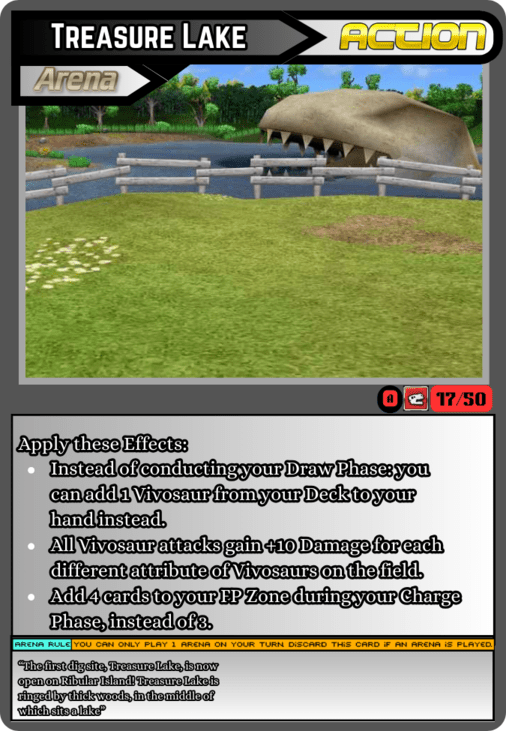 TREASURE LAKE
ACTION
Arena
A
17/50
Apply these Effects:
• Instead of conducting your Draw Phase: you
can add 1 Vivosaur from your Deck to your
hand instead.
• All Vivosaur attacks gain +10 Damage for each
different attribute of Vivosaurs on the field.
• Add 4 cards to your FP Zone during your Charge
Phase, instead of 3.
ARENA RULE YOU CAN ONLY PLAY 1 ARENA ON YOUR TURN. DISCARD THIS CARD IF AN ARENA IS PLAYED.
"The first dig site, Treasure Lake, is now
open on Ribular Island! Treasure Lake is
ringed by thick woods, in the middle of
which sits a lake"